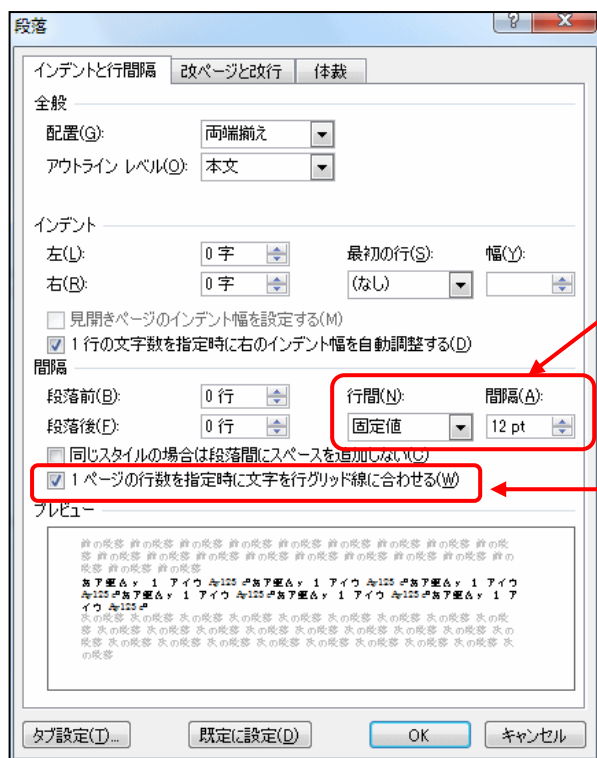 段落
インデントと行間隔 改ページと改行 体裁
全般
配置(G): 両端揃え
アウトライン レベル(O): 本文
インデント
左(L): 0 字 最初の行(S): 幅(Y):
右(R): 0 字 (なし)
見開きページのインデント幅を設定する(M)
1 行の文字数を指定時に右のインデント幅を自動調整する(D)
間隔
段落前(B): 0 行 行間(N): 間隔(A):
段落後(F): 0 行 固定値 12 pt
同じスタイルの場合は段落間にスペースを追加しない(C)
1 ページの行数を指定時に文字を行グリッド線に合わせる(W)
プレビュー
タブ設定(T)... 既定に設定(D) OK キャンセル